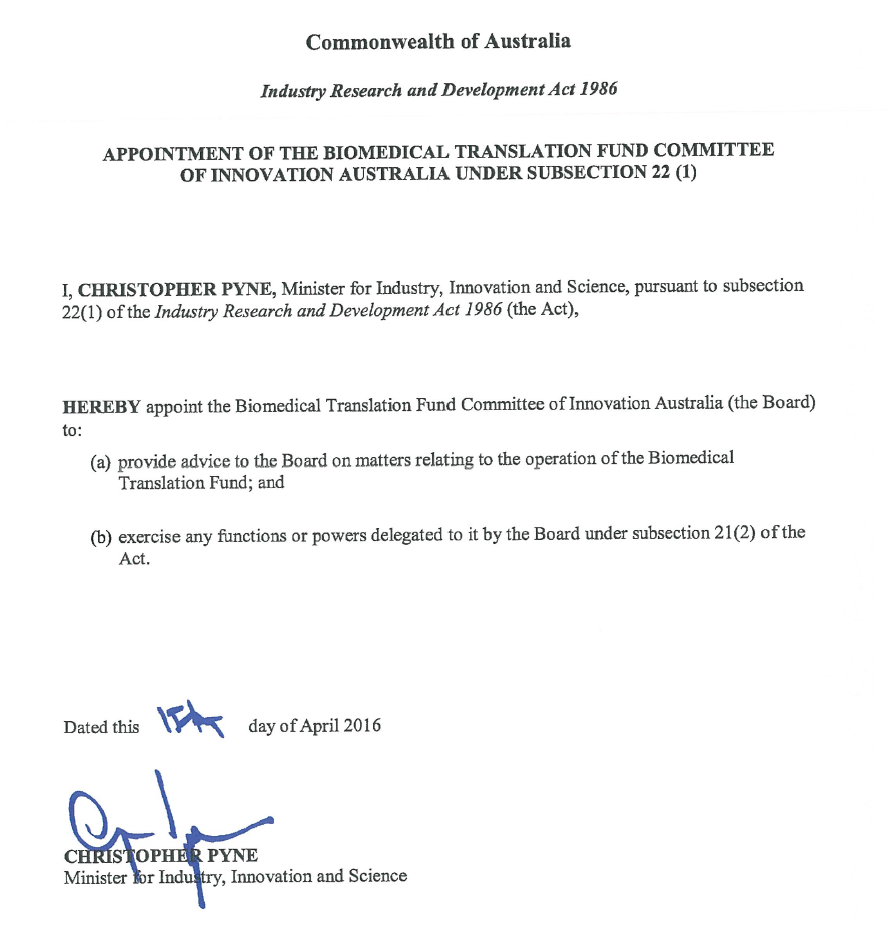 Commonwealth of Australia
Industry Research and Development Act 1986
APPOINTMENT OF THE BIOMEDICAL TRANSLATION FUND COMMITTEE
OF INNOVATION AUSTRALIA UNDER SUBSECTION 22 (1)
I, CHRISTOPHER PYNE, Minister for Industry, Innovation and Science, pursuant to subsection
22(1) of the Industry Research and Development Act 1986 (the Act),
HEREBY appoint the Biomedical Translation Fund Committee of Innovation Australia (the Board)
to:
(a) provide advice to the Board on matters relating to the operation of the Biomedical
Translation Fund; and
(b) exercise any functions or powers delegated to it by the Board under subsection 21(2) of the
Act.
Dated this day of April 2016
CHRISTOPHER PYNE
Minister for Industry, Innovation and Science